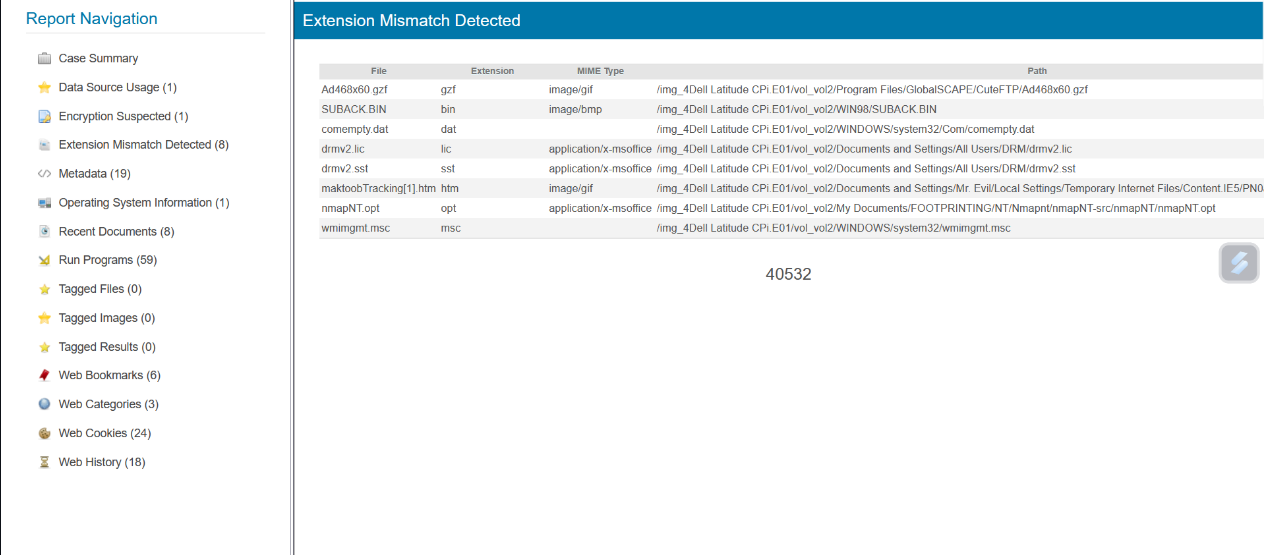 Report Navigation
Case Summary
Data Source Usage (1)
Encryption Suspected (1)
Extension Mismatch Detected (8)
Metadata (19)
Operating System Information (1)
Recent Documents (8)
Run Programs (59)
Tagged Files (0)
Tagged Images (0)
Tagged Results (0)
Web Bookmarks (6)
Web Categories (3)
Web Cookies (24)
Web History (18)
Extension Mismatch Detected
File Extension MIME Type Path
Ad468x60.gzf gzf image/gif /img_4Dell Latitude CPi.E01/vol_vol2/Program Files/GlobalSCAPE/CuteFTP/Ad468x60.gzf
SUBACK.BIN bin image/bmp /img_4Dell Latitude CPi.E01/vol_vol2/WIN98/SUBACK.BIN
comempty.dat dat /img_4Dell Latitude CPi.E01/vol_vol2/WINDOWS/system32/Com/comempty.dat
drmv2.lic lic application/x-msoffice /img_4Dell Latitude CPi.E01/vol_vol2/Documents and Settings/All Users/DRM/drmv2.lic
drmv2.sst sst application/x-msoffice /img_4Dell Latitude CPi.E01/vol_vol2/Documents and Settings/All Users/DRM/drmv2.sst
maktoobTracking[1].htm htm image/gif /img_4Dell Latitude CPi.E01/vol_vol2/Documents and Settings/Mr. Evil/Local Settings/Temporary Internet Files/Content.IE5/PN0
nmapNT.opt opt application/x-msoffice /img_4Dell Latitude CPi.E01/vol_vol2/My Documents/FOOTPRINTING/NT/Nmapnt/nmapNT-src/nmapNT/nmapNT.opt
wmimgmt.msc msc /img_4Dell Latitude CPi.E01/vol_vol2/WINDOWS/system32/wmimgmt.msc
40532